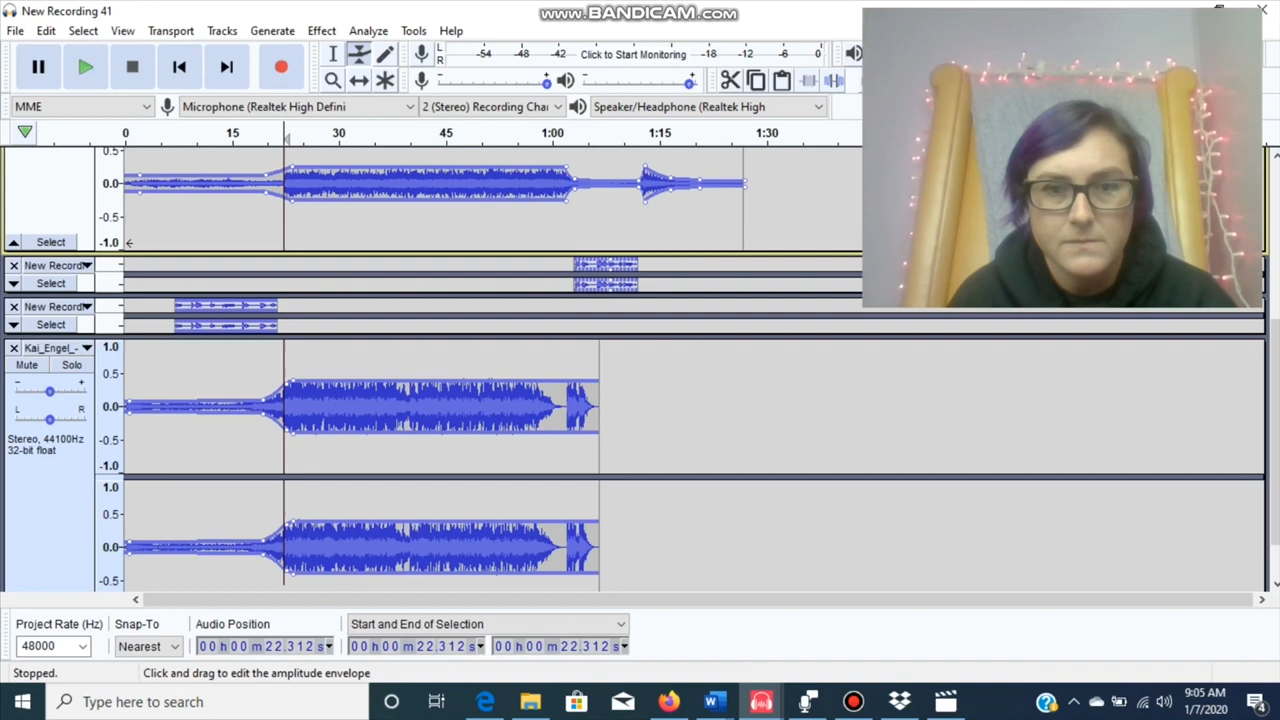 New Recording 41
www.BANDICAM.com
File Edit Select View Transport Tracks Generate Effect Analyze Tools Help
L R -54 -48 -42 Click to Start Monitoring -18 -12 -6 0
- + - +
MME Microphone (Realtek High Defini 2 (Stereo) Recording Char Speaker/Headphone (Realtek High
0 15 30 45 1:00 1:15 1:30
0.5
0.0
-0.5
Select -1.0
New Record
New Record
Select
Kai_Engel_- 1.0
Mute Solo
- + 0.5
L R 0.0
Stereo, 44100Hz -0.5
32-bit float
-1.0
1.0
0.5
0.0
-0.5
Project Rate (Hz) Snap-To Audio Position Start and End of Selection
48000 Nearest 00 h 00 m 22.312 s 00 h 00 m 22.312 s 00 h 00 m 22.312 s
Stopped. Click and drag to edit the amplitude envelope
Type here to search
9:05 AM
1/7/2020
4